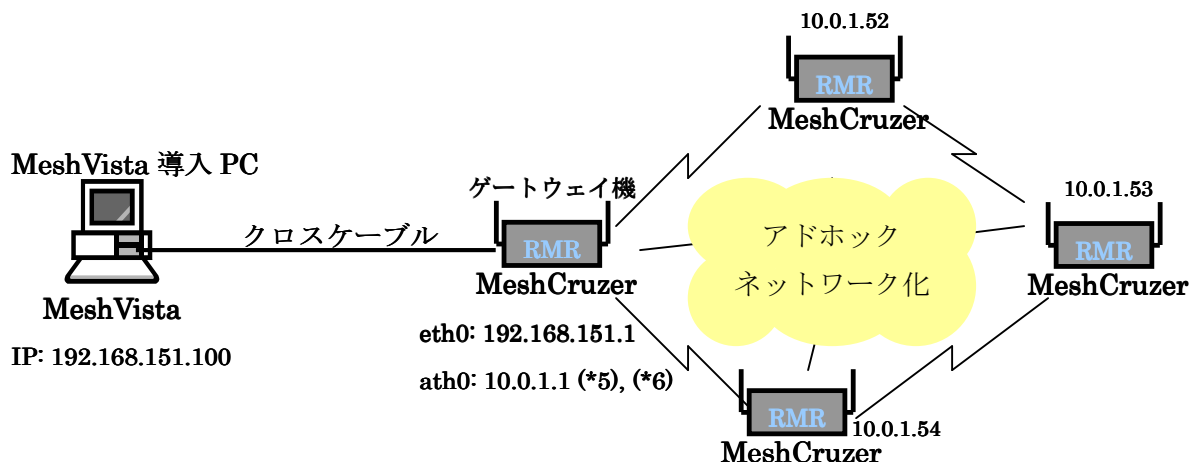 10.0.1.52
RMR
MeshCruzer
MeshVista 導入 PC
MeshVista
IP: 192.168.151.100
クロスケーブル
ゲートウェイ機
RMR
MeshCruzer
eth0: 192.168.151.1
ath0: 10.0.1.1 (*5), (*6)
アドホック
ネットワーク化
10.0.1.53
RMR
MeshCruzer
RMR
10.0.1.54
MeshCruzer